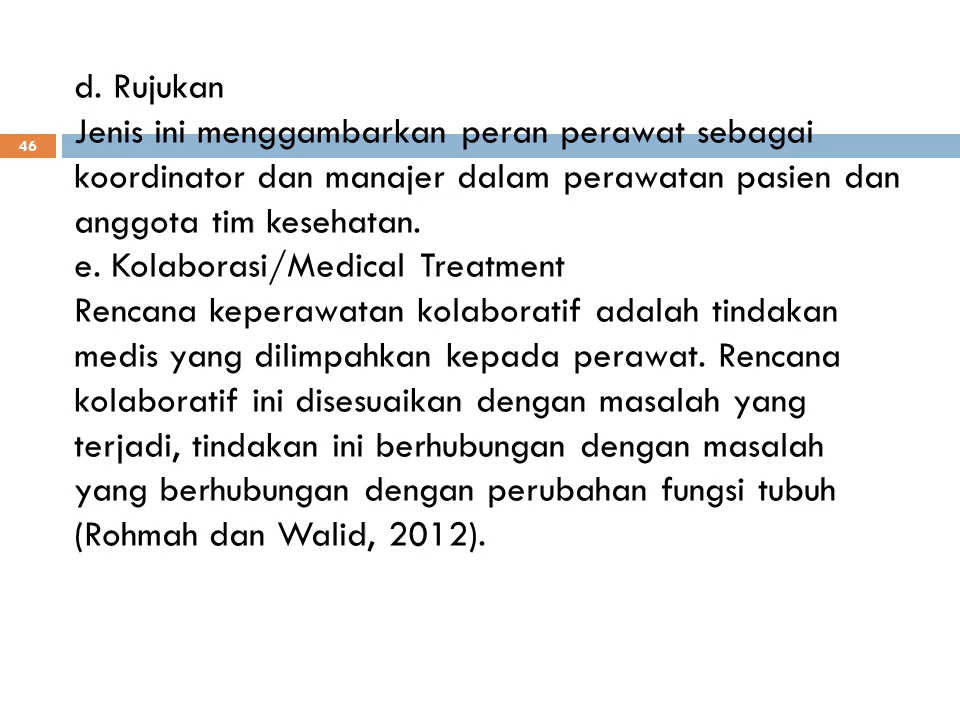 d. Rujukan
Jenis ini menggambarkan peran perawat sebagai
46
koordinator dan manajer dalam perawatan pasien dan
anggota tim kesehatan.
e. Kolaborasi/Medical Treatment
Rencana keperawatan kolaboratif adalah tindakan
medis yang dilimpahkan kepada perawat. Rencana
kolaboratif ini disesuaikan dengan masalah yang
terjadi, tindakan ini berhubungan dengan masalah
yang berhubungan dengan perubahan fungsi tubuh
(Rohmah dan Walid, 2012).